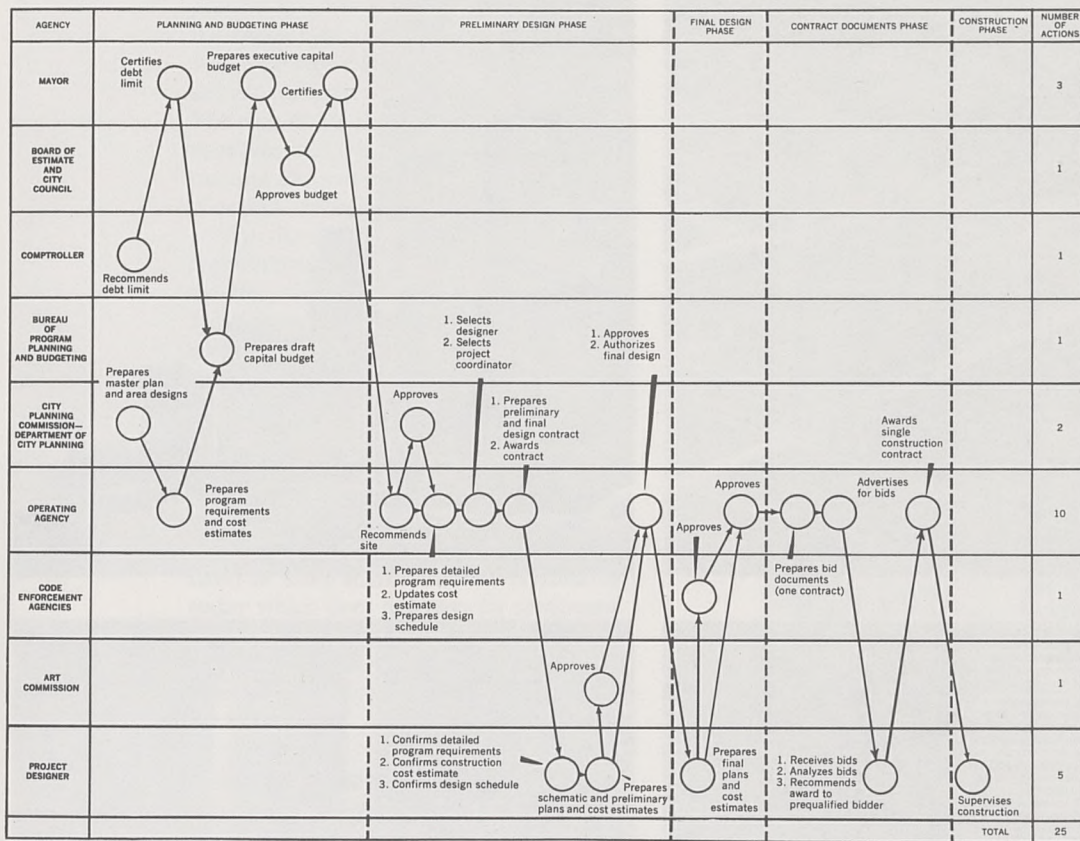 AGENCY
PLANNING AND BUDGETING PHASE
PRELIMINARY DESIGN PHASE
FINAL DESIGN
PHASE
CONTRACT DOCUMENTS PHASE
CONSTRUCTION
PHASE
NUMBER
OF
ACTIONS
MAYOR
Certifies
debt
limit
Prepares executive capital
budget
Certifies
3
BOARD OF
ESTIMATE
AND
CITY
COUNCIL
Approves budget
1
COMPTROLLER
Recommends
debt limit
1
BUREAU
OF
PROGRAM
PLANNING
AND BUDGETING
Prepares draft
capital budget
1. Selects
designer
2. Selects
project
coordinator
1. Approves
2. Authorizes
final design
1
Prepares
master plan
and area designs
CITY
PLANNING
COMMISSION—
DEPARTMENT OF
CITY PLANNING
Approves
1. Prepares
preliminary
and final
design contract
2. Awards
contract
Awards
single
construction
contract
2
OPERATING
AGENCY
Prepares
program
requirements
and cost
estimates
Recommends
site
Approves
Advertises
for bids
10
CODE
ENFORCEMENT
AGENCIES
1. Prepares detailed
program requirements
2. Updates cost
estimate
3. Prepares design
schedule
Approves
Prepares bid
documents
(one contract)
1
ART
COMMISSION
Approves
1
PROJECT
DESIGNER
1. Confirms detailed
program requirements
2. Confirms construction
cost estimate
3. Confirms design schedule
Prepares
schematic and preliminary
plans and cost estimates
Prepares
final
plans
and
cost
estimates
1. Receives bids
2. Analyzes bids
3. Recommends
award to
prequalified bidder
Supervises
construction
5
TOTAL
25